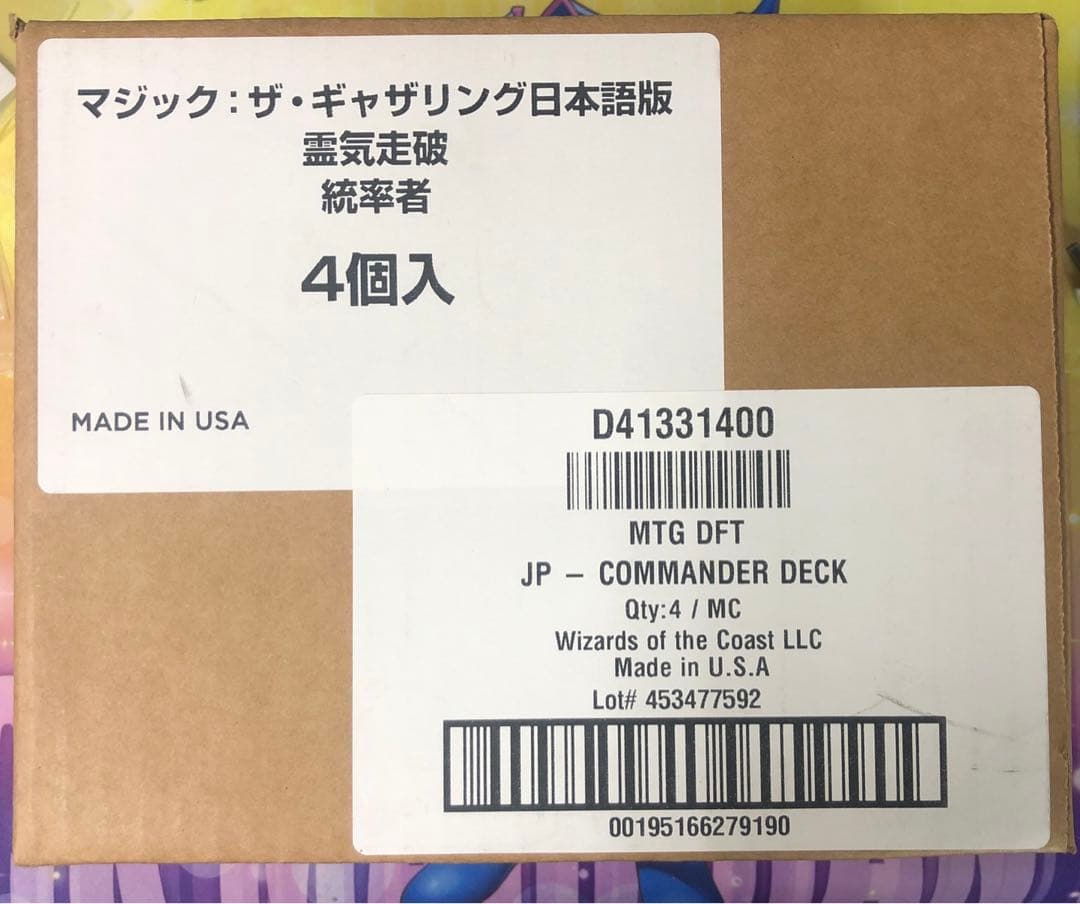 マジック：ザ・ギャザリング日本語版
霊気走破
統率者
4個入
MADE IN USA
D41331400
MTG DFT
JP – COMMANDER DECK
Qty:4 / MC
Wizards of the Coast LLC
Made in U.S.A
Lot# 453477592
00195166279190